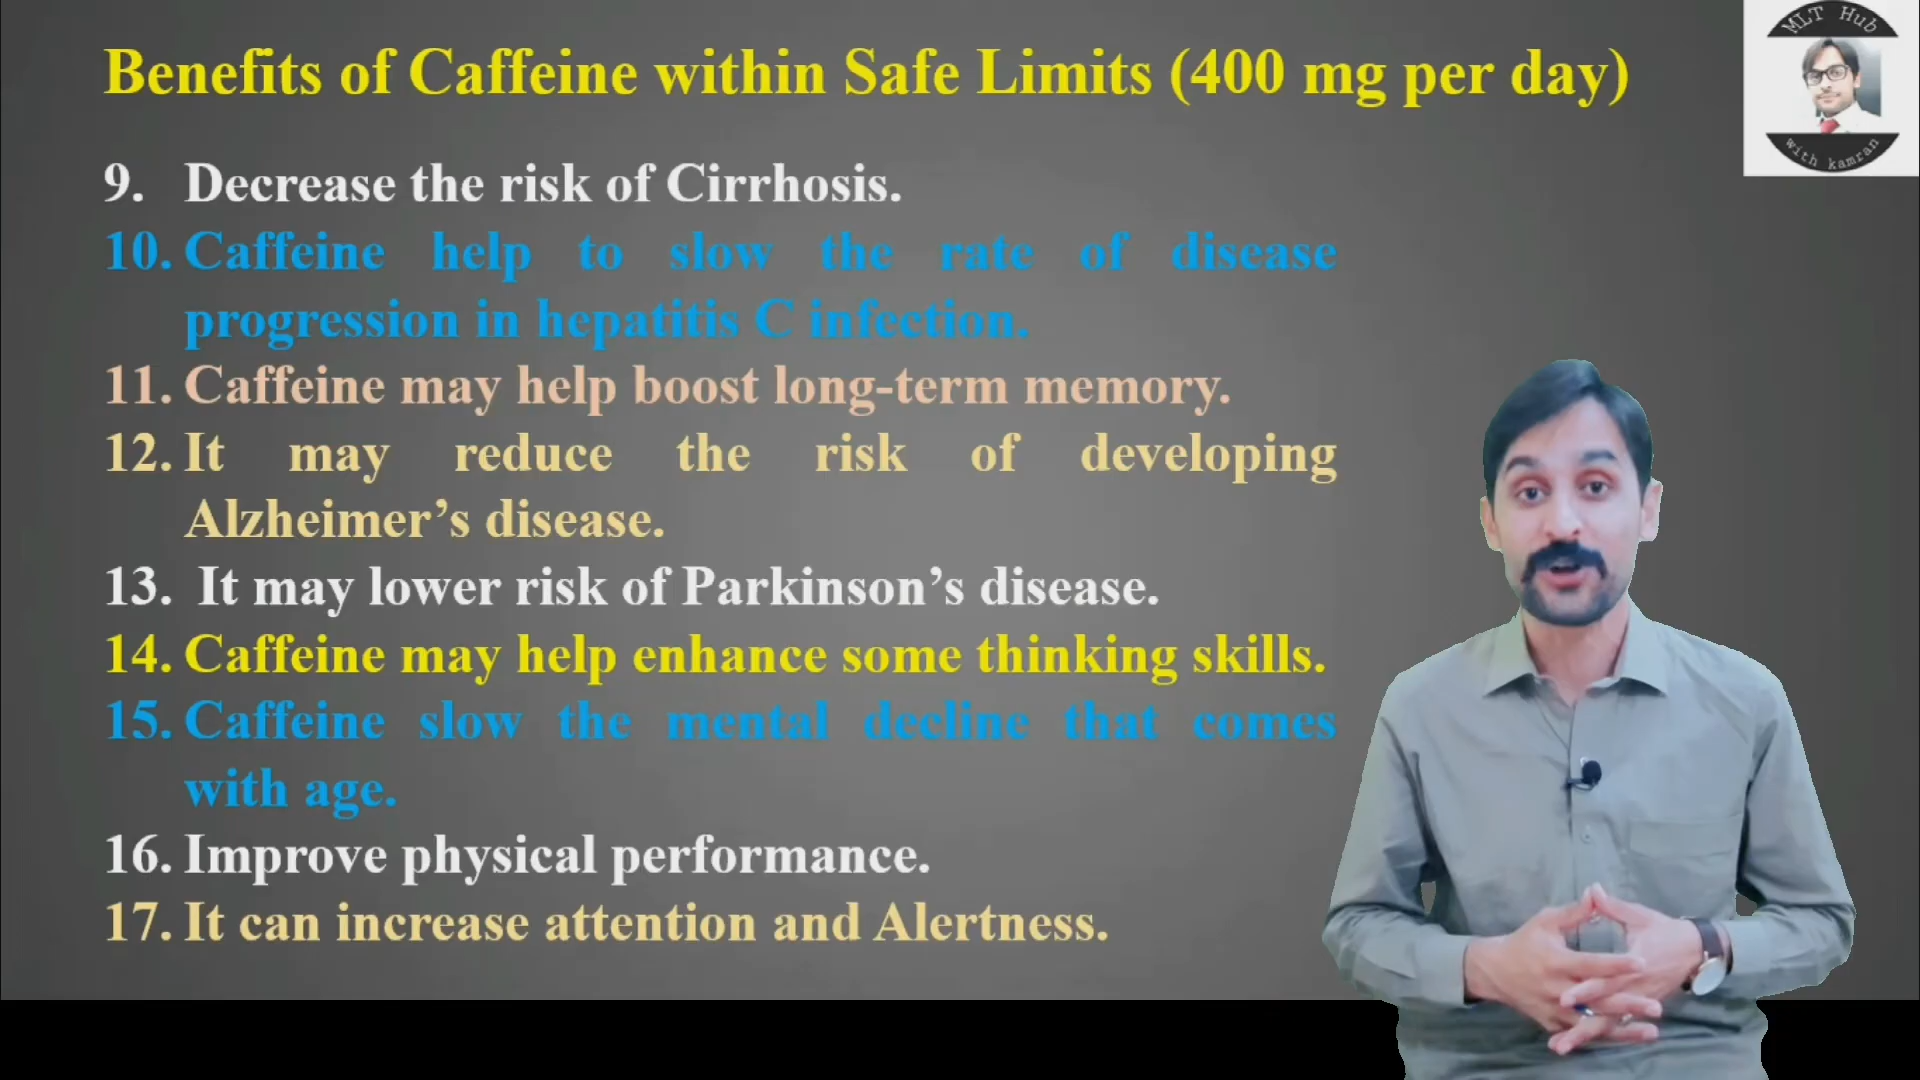 Benefits of Caffeine within Safe Limits (400 mg per day)
MLT Hub
with kamran
9. Decrease the risk of Cirrhosis.
10. Caffeine help to slow the rate of disease
progression in hepatitis C infection.
11. Caffeine may help boost long-term memory.
12. It may reduce the risk of developing
Alzheimer’s disease.
13. It may lower risk of Parkinson’s disease.
14. Caffeine may help enhance some thinking skills.
15. Caffeine slow the mental decline that comes
with age.
16. Improve physical performance.
17. It can increase attention and Alertness.